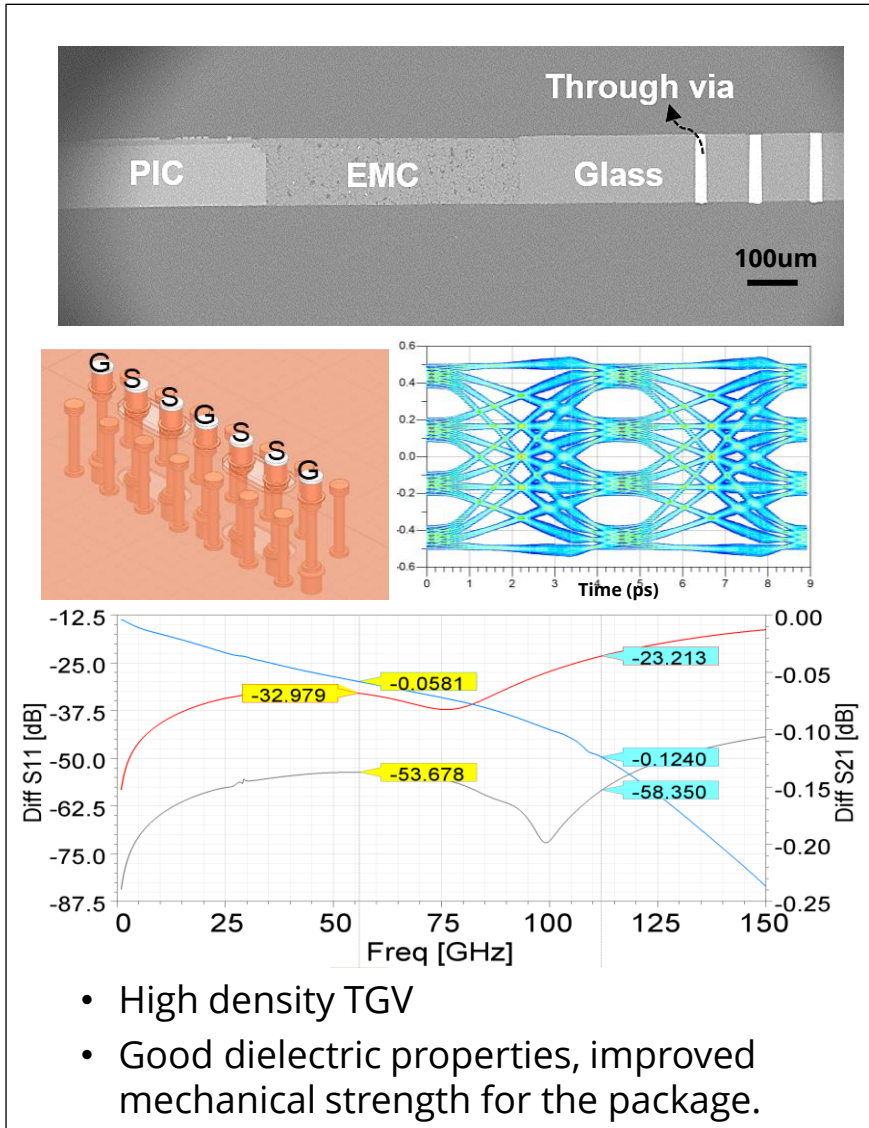 Through via
PIC
EMC
Glass
100um
G
S
S
G
S
S
G
0.6
0.4
0.2
0.0
-0.2
-0.4
-0.6
0 1 2 3 4 5 6 7 8 9
Time (ps)
-12.5
-25.0
-37.5
-50.0
-62.5
-75.0
-87.5
Diff S11 [dB]
-32.979
-0.0581
-53.678
-23.213
-0.1240
-58.350
0.00
-0.05
-0.10
-0.15
-0.20
-0.25
Diff S21 [dB]
0 25 50 75 100 125 150
Freq [GHz]
• High density TGV
• Good dielectric properties, improved
mechanical strength for the package.